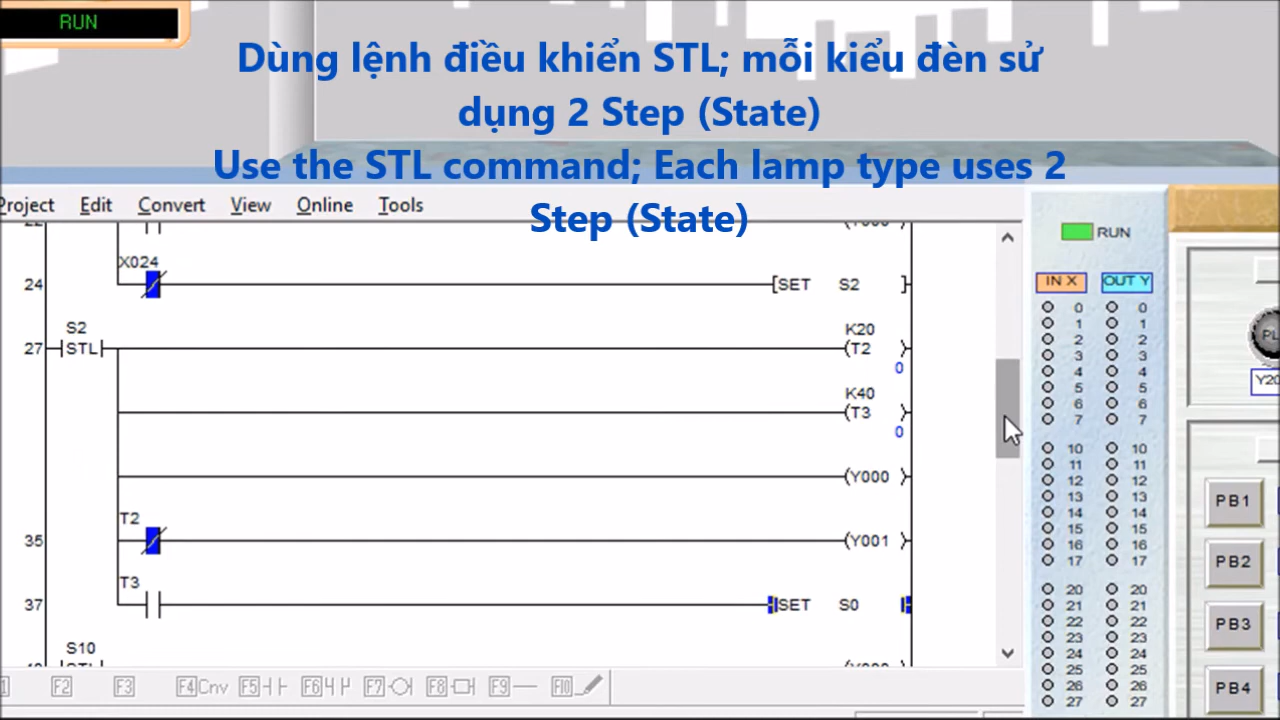 RUN
Dùng lệnh điều khiển STL; mỗi kiểu đèn sử
dụng 2 Step (State)
Use the STL command; Each lamp type uses 2
Step (State)
Project Edit Convert View Online Tools
X024
24 [SET S2 ]
S2 K20
27 STL (T2 )
0
K40
(T3 )
0
(Y000 )
T2
35 (Y001 )
T3
37 [SET S0 ]
S10
F2 F3 F4Cnv F5 F6 F7 F8 F9 F10
RUN
IN X OUT Y
0 0
1 1
2 2
3 3
4 4
5 5
6 6
7 7
10 10
11 11
12 12
13 13
14 14
15 15
16 16
17 17
20 20
21 21
22 22
23 23
24 24
25 25
26 26
27 27
PL
Y20
PB1
PB2
PB3
PB4